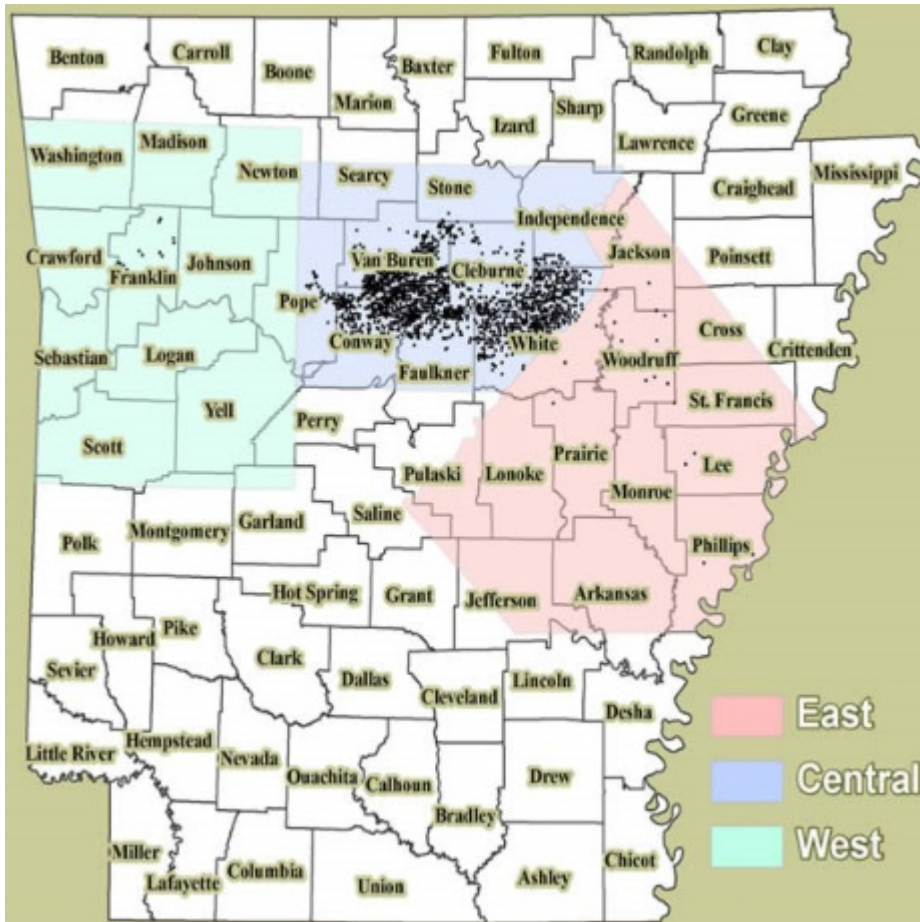 Benton
Carroll
Boone
Marion
Baxter
Fulton
Randolph
Clay
Izard
Sharp
Greene
Lawrence
Washington
Madison
Newton
Searcy
Stone
Independence
Craighead
Mississippi
Jackson
Poinsett
Crawford
Franklin
Johnson
Pope
Van Buren
Cleburne
Cross
Crittenden
Sebastian
Logan
Conway
Faulkner
White
Woodruff
St. Francis
Yell
Perry
Scott
Pulaski
Lonoke
Prairie
Monroe
Lee
Polk
Montgomery
Garland
Saline
Phillips
Hot Spring
Grant
Jefferson
Arkansas
Howard
Pike
Sevier
Clark
Dallas
Cleveland
Lincoln
Desha
East
Little River
Hempstead
Nevada
Ouachita
Calhoun
Bradley
Drew
Central
Miller
Lafayette
Columbia
Union
Ashley
Chicot
West